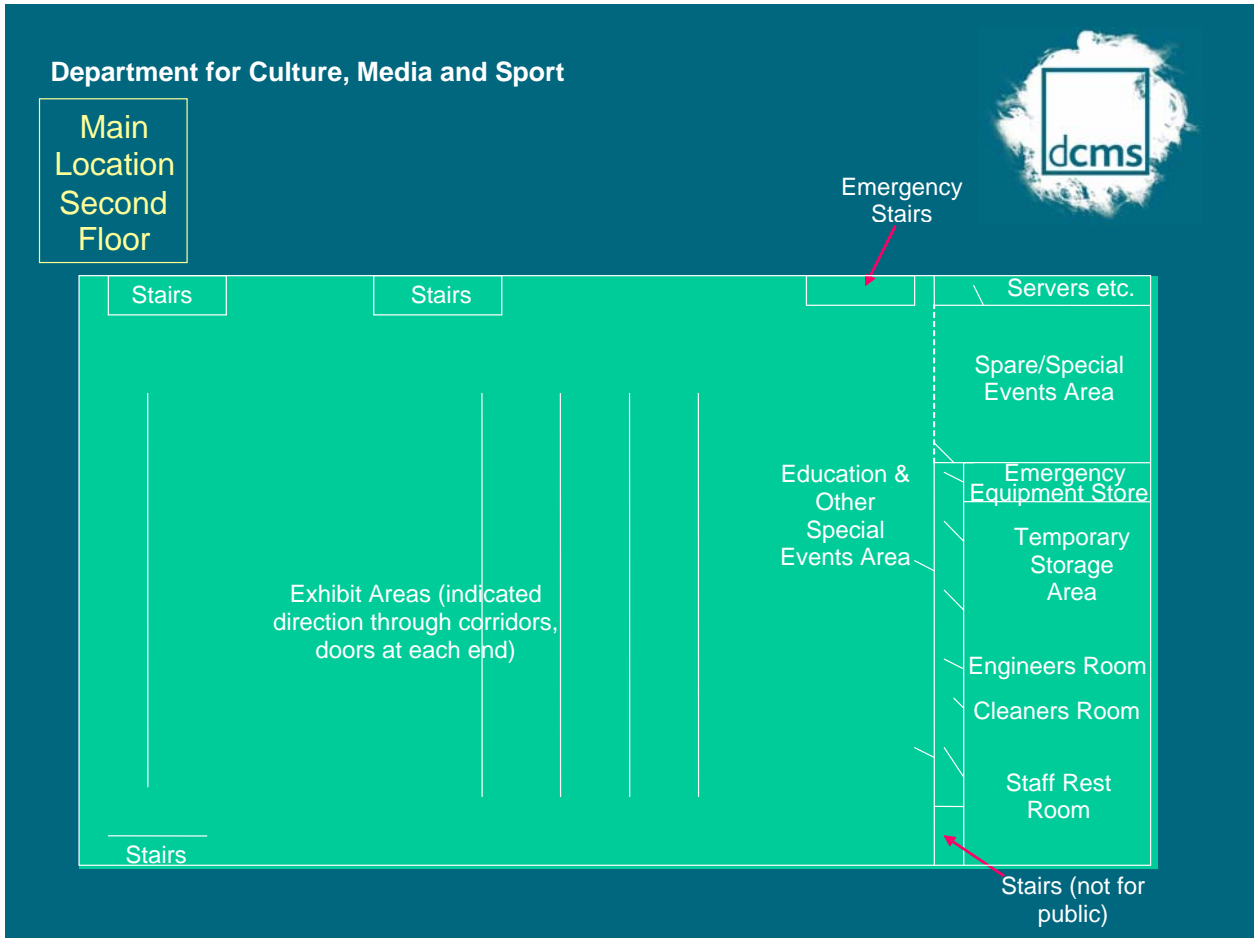 Department for Culture, Media and Sport
Main
Location
Second
Floor
dcms
Emergency
Stairs
Stairs
Stairs
Servers etc.
Spare/Special
Events Area
Education &
Other
Special
Events Area
Emergency
Equipment Store
Temporary
Storage
Area
Exhibit Areas (indicated
direction through corridors,
doors at each end)
Engineers Room
Cleaners Room
Staff Rest
Room
Stairs
Stairs (not for
public)